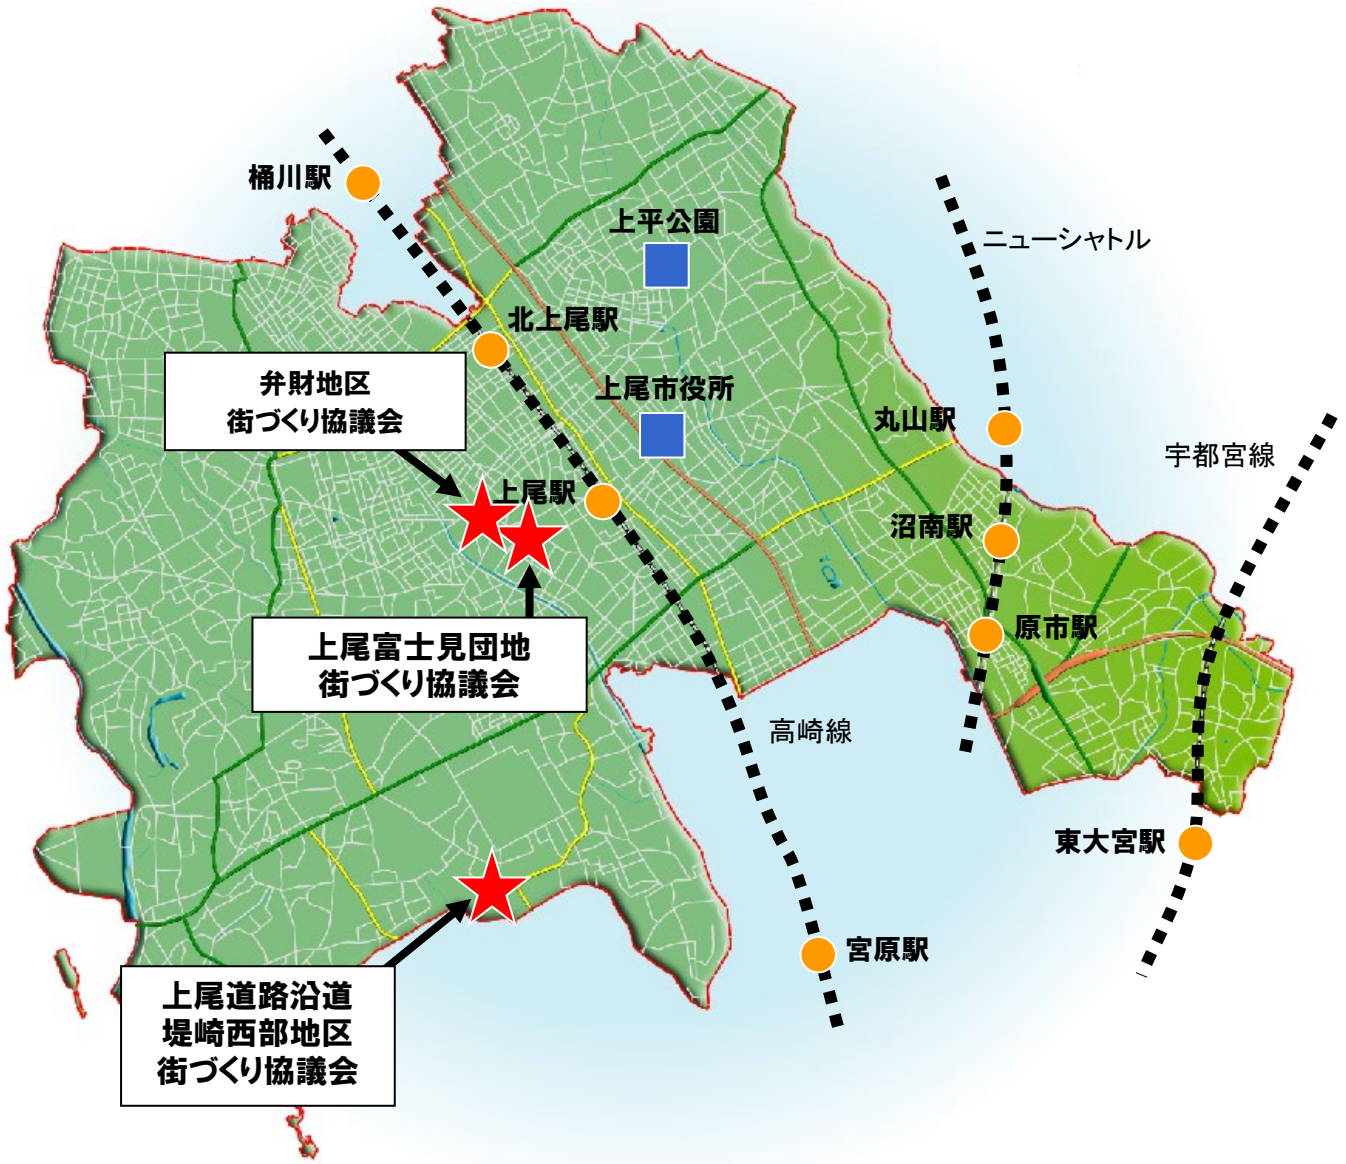 桶川駅
上平公園
ニューシャトル
北上尾駅
弁財地区
街づくり協議会
上尾市役所
丸山駅
宇都宮線
上尾駅
沼南駅
原市駅
上尾富士見団地
街づくり協議会
高崎線
東大宮駅
宮原駅
上尾道路沿道
堤崎西部地区
街づくり協議会